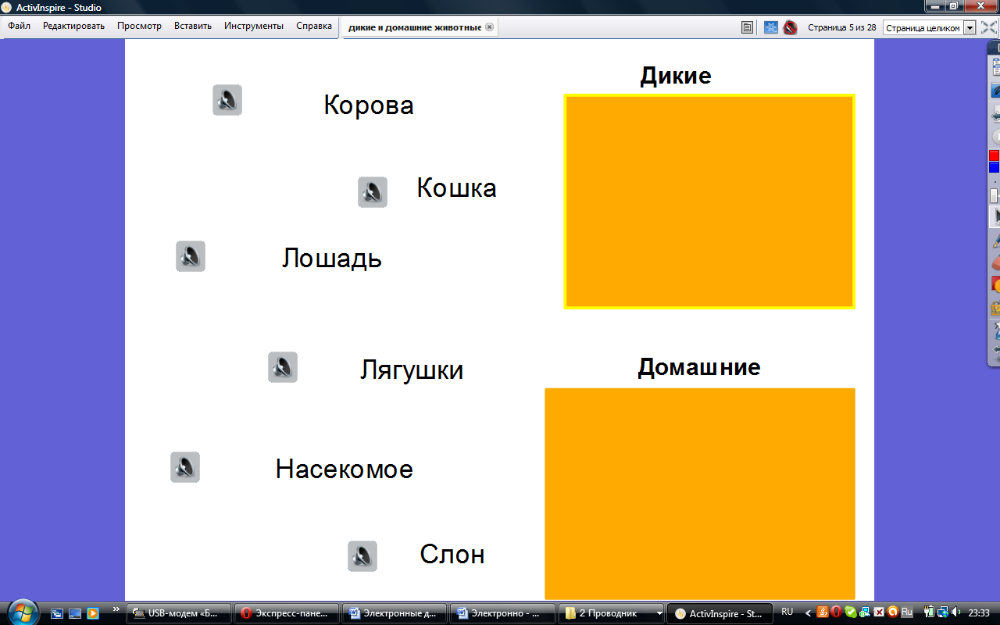 ActivInspire - Studio
Файл Редактировать Просмотр Вставить Инструменты Справка
дикие и домашние животные
Страница 5 из 28
Страница целиком
Дикие
Корова
Кошка
Лошадь
Лягушки
Домашние
Насекомое
Слон
USB-модем «Б...
Экспресс-пане...
Электронные д...
Электронно - ...
2 Проводник
ActivInspire - St...
RU
Ru
23:33